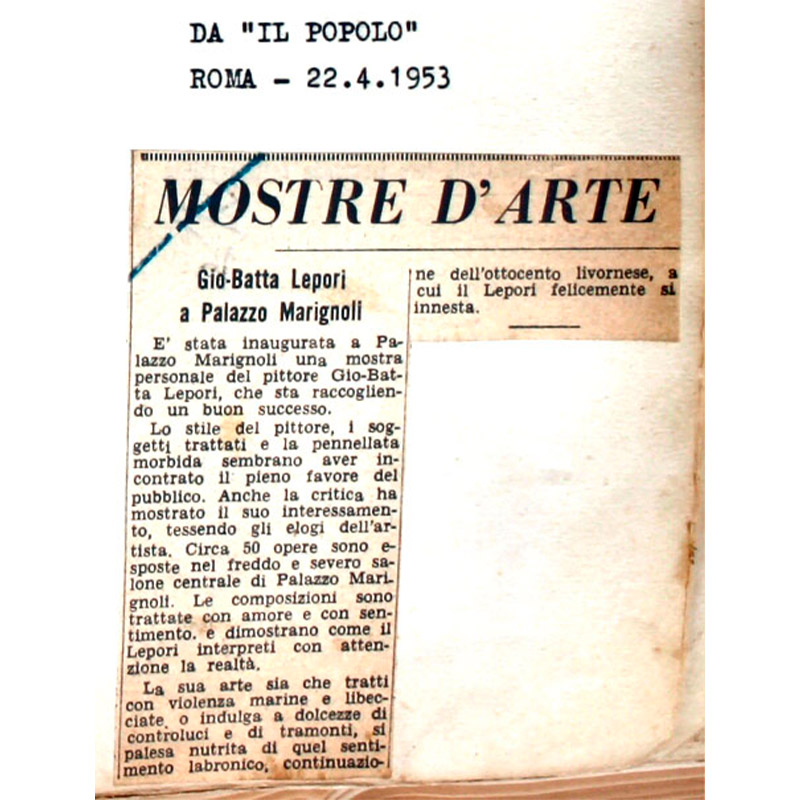 DA "IL POPOLO"
ROMA - 22.4.1953
MOSTRE D'ARTE
Gio-Batta Lepori
a Palazzo Marignoli
E' stata inaugurata a Pa-
lazzo Marignoli una mostra
personale del pittore Gio-Bat-
ta Lepori, che sta raccoglien-
do un buon successo.
Lo stile del pittore, i sog-
getti trattati e la pennellata
morbida sembrano aver in-
contrato il pieno favore del
pubblico. Anche la critica ha
mostrato il suo interessamen-
to, tessendo gli elogi dell'ar-
tista. Circa 50 opere sono e-
sposte nel freddo e severo sa-
lone centrale di Palazzo Mari-
gnoli. Le composizioni sono
trattate con amore e con sen-
timento. e dimostrano come il
Lepori interpreti con atten-
zione la realtà.
La sua arte sia che tratti
con violenza marine e libec-
ciate, o indulga a dolcezze di
controluci e di tramonti, si
palesa nutrita di quel senti-
mento labronico, continuazio-
ne dell'ottocento livornese, a
cui il Lepori felicemente si
innesta.